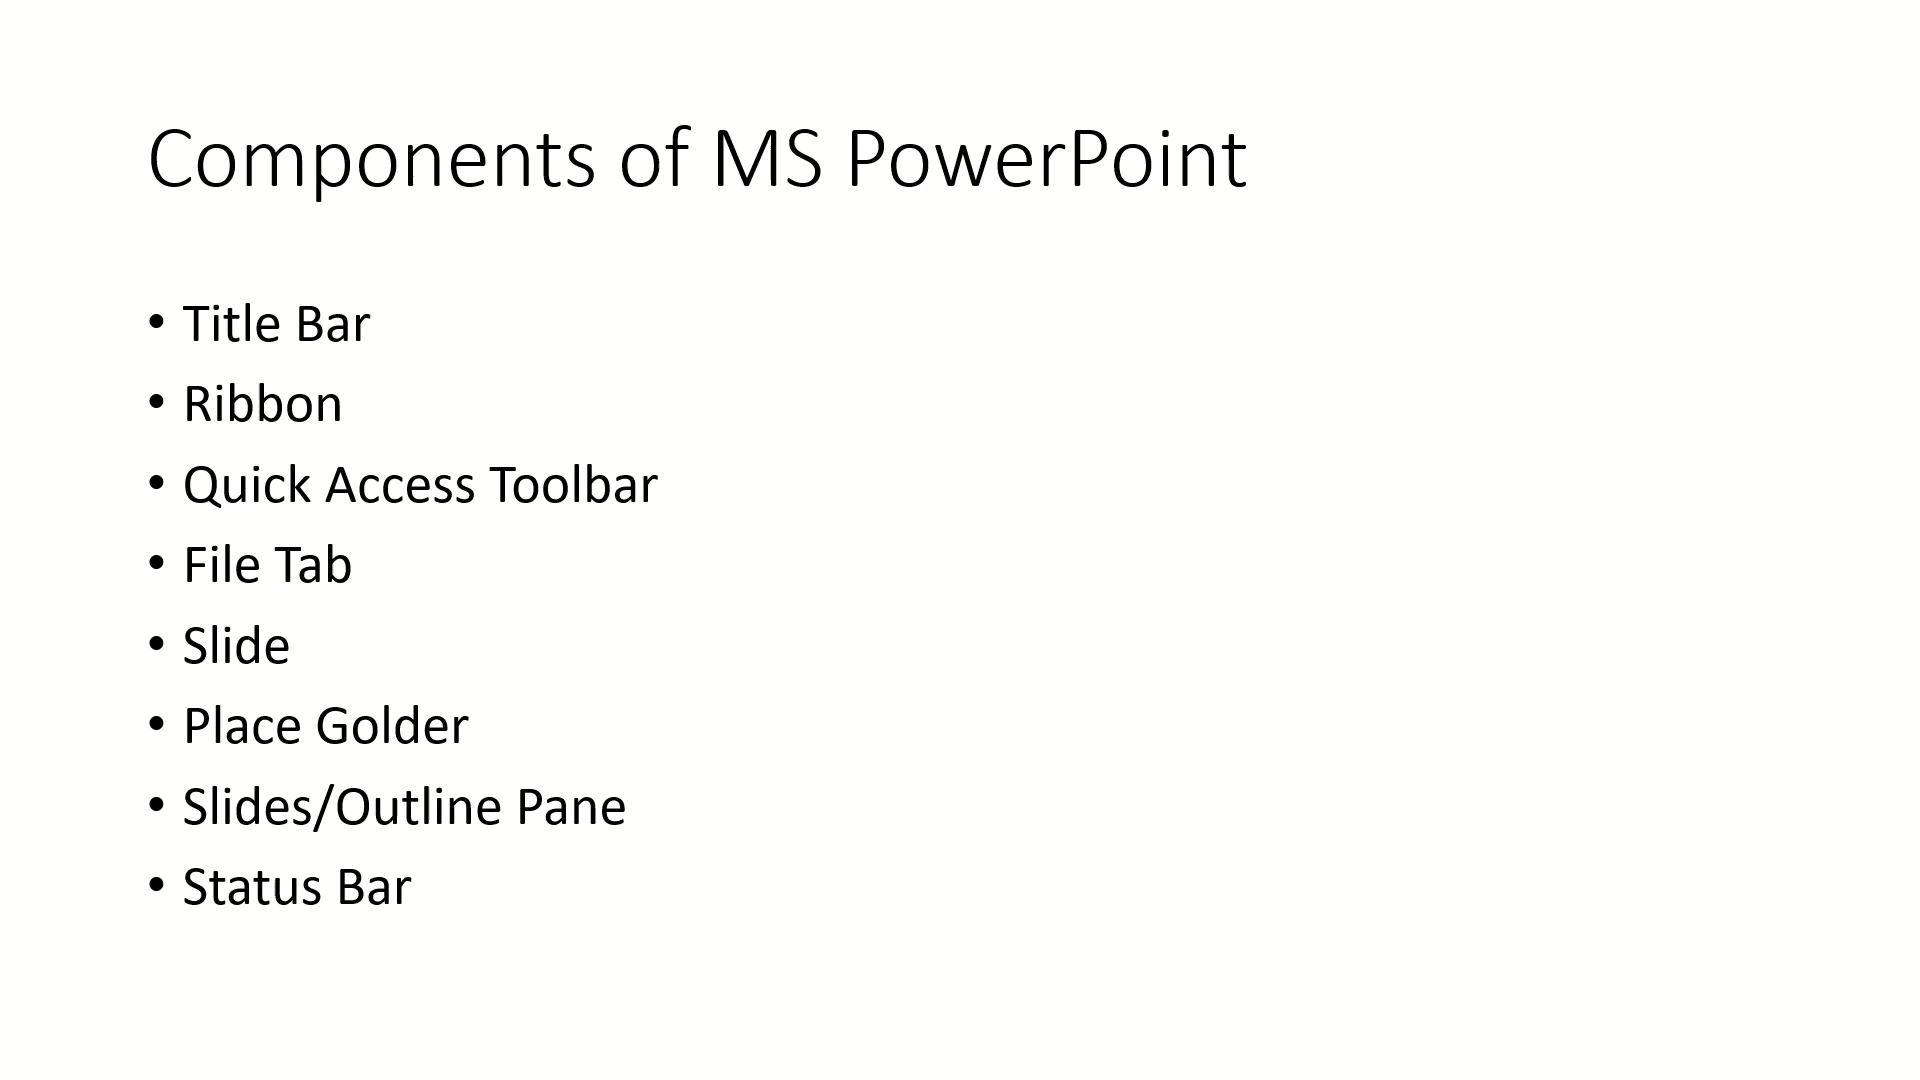 Components of MS PowerPoint
• Title Bar
• Ribbon
• Quick Access Toolbar
• File Tab
• Slide
• Place Golder
• Slides/Outline Pane
• Status Bar